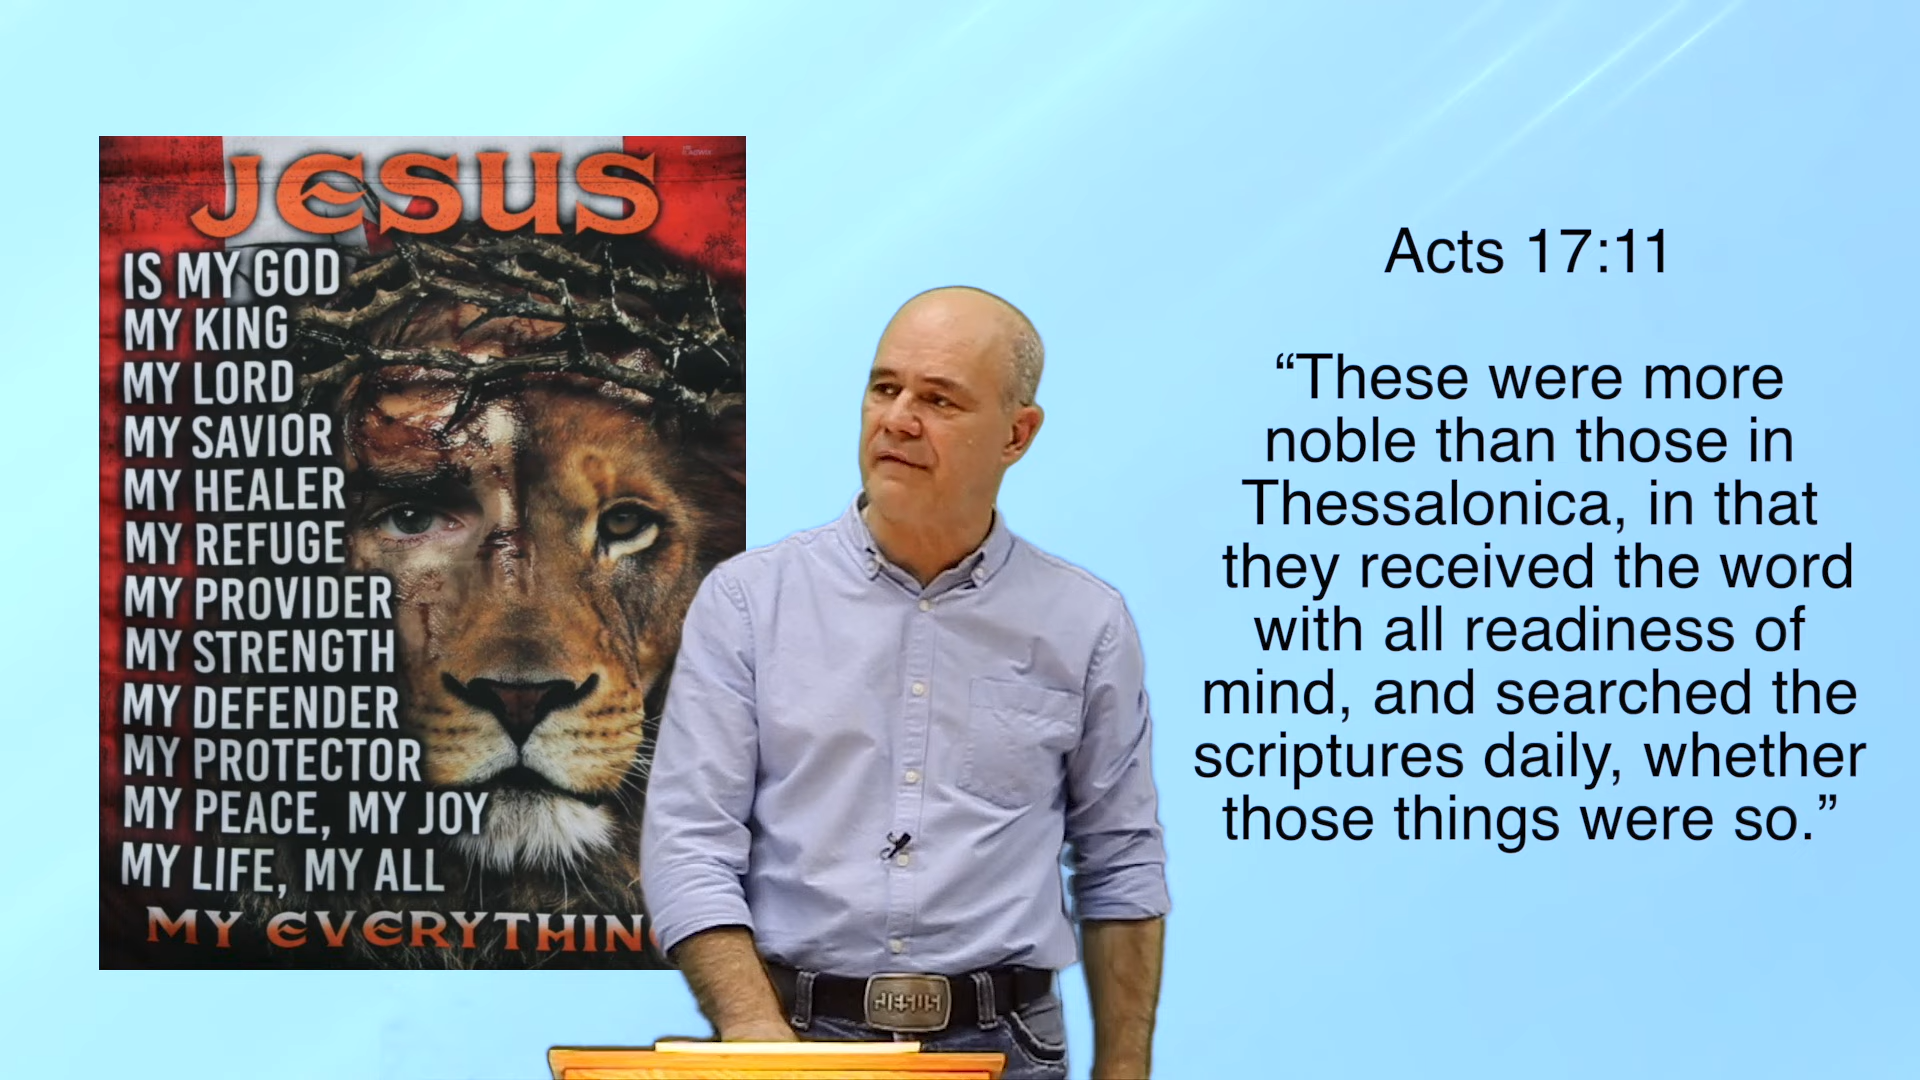 JESUS
IS MY GOD
MY KING
MY LORD
MY SAVIOR
MY HEALER
MY REFUGE
MY PROVIDER
MY STRENGTH
MY DEFENDER
MY PROTECTOR
MY PEACE, MY JOY
MY LIFE, MY ALL
MY EVERYTHIN
Acts 17:11
“These were more
noble than those in
Thessalonica, in that
they received the word
with all readiness of
mind, and searched the
scriptures daily, whether
those things were so.”
JESUS